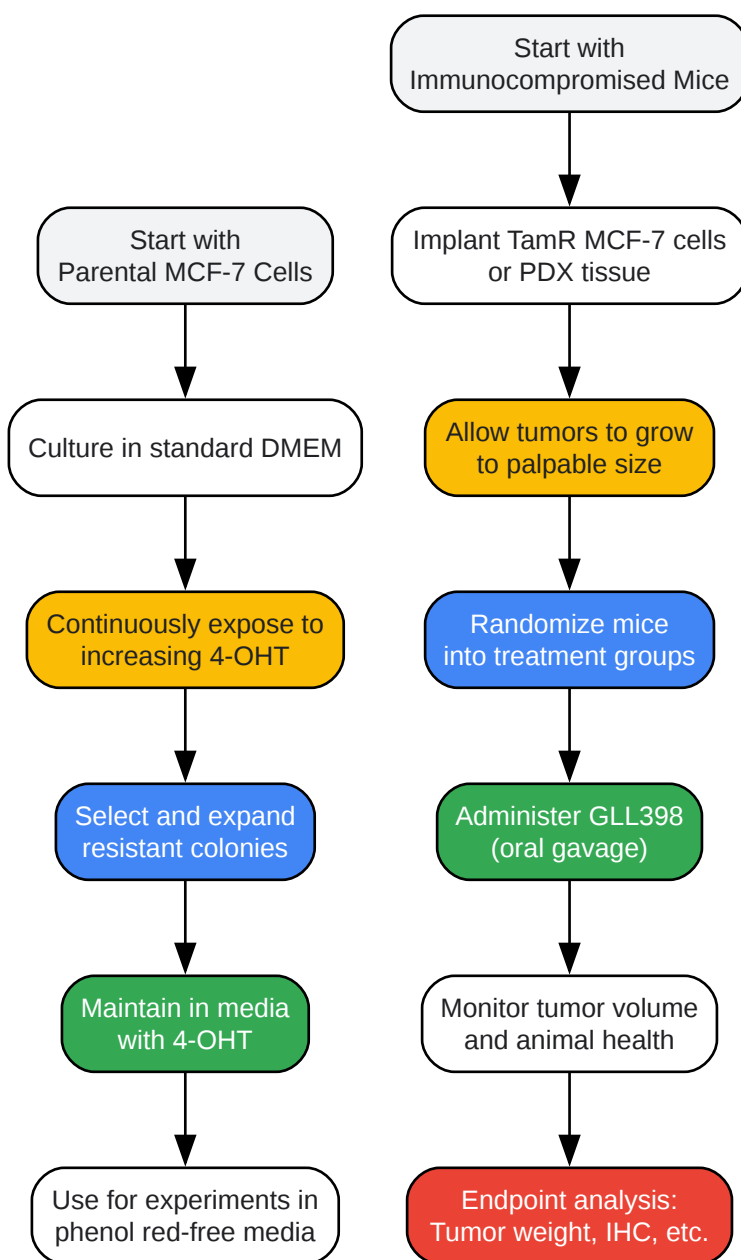 Start with
Parental MCF-7 Cells
Culture in standard DMEM
Continuously expose to
increasing 4-OHT
Select and expand
resistant colonies
Maintain in media
with 4-OHT
Use for experiments in
phenol red-free media
Start with
Immunocompromised Mice
Implant TamR MCF-7 cells
or PDX tissue
Allow tumors to grow
to palpable size
Randomize mice
into treatment groups
Administer GLL398
(oral gavage)
Monitor tumor volume
and animal health
Endpoint analysis:
Tumor weight, IHC, etc.